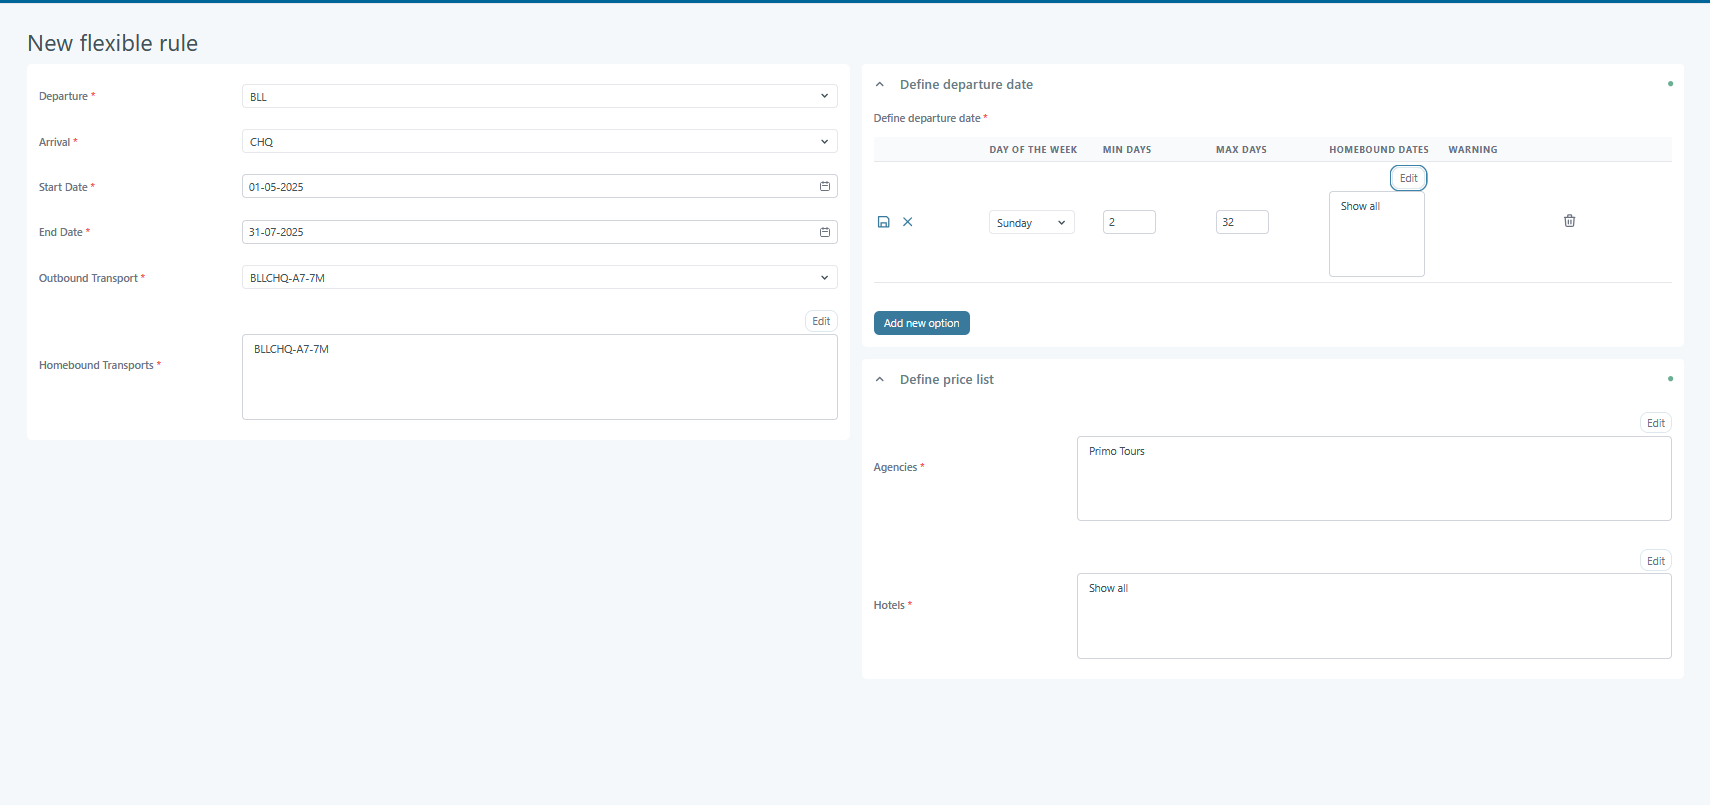 New flexible rule
Departure *
BLL
Arrival *
CHQ
Start Date *
01-05-2025
End Date *
31-07-2025
Outbound Transport *
BLLCHQ-A7-7M
Edit
Homebound Transports *
BLLCHQ-A7-7M
Define departure date
Define departure date *
DAY OF THE WEEK MIN DAYS MAX DAYS HOMEBOUND DATES WARNING
Edit
Sunday 2 32 Show all
Add new option
Define price list
Edit
Agencies *
Primo Tours
Edit
Hotels *
Show all